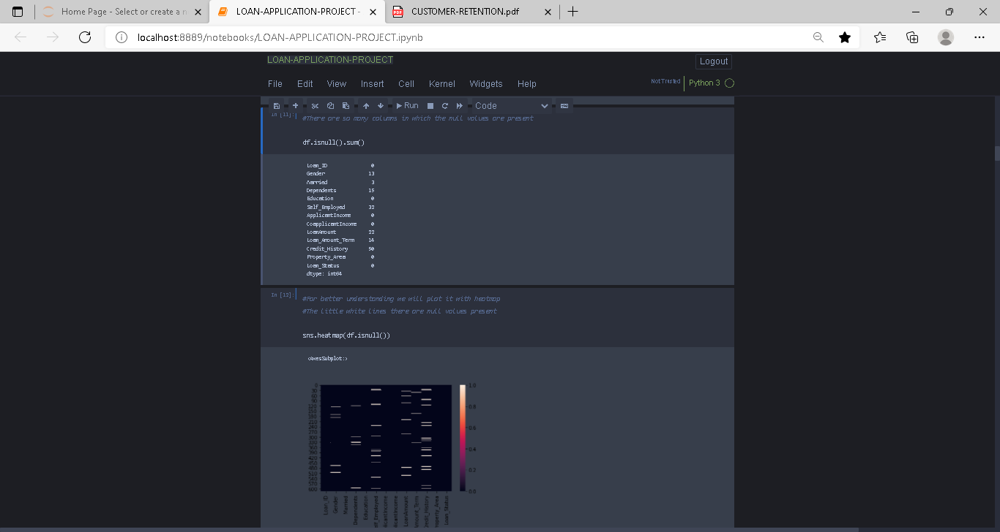 Home Page - Select or create a n
LOAN-APPLICATION-PROJECT -
CUSTOMER-RETENTION.pdf
localhost:8889/notebooks/LOAN-APPLICATION-PROJECT.ipynb
LOAN-APPLICATION-PROJECT
Logout
File Edit View Insert Cell Kernel Widgets Help
Not Trusted
Python 3
Run
Code
In [11]:
#There are so many columns in which the null values are present
df.isnull().sum()
Loan_ID 0
Gender 13
Married 3
Dependents 15
Education 0
Self_Employed 32
ApplicantIncome 0
CoapplicantIncome 0
LoanAmount 22
Loan_Amount_Term 14
Credit_History 50
Property_Area 0
Loan_Status 0
dtype: int64
In [12]:
#For better understanding we will plot it with heatmap
#The little white lines there are null values present
sns.heatmap(df.isnull())
<AxesSubplot:>
0
30
60
90
120
150
180
210
240
270
300
330
360
390
420
450
480
510
540
570
600
1.0
0.8
0.6
0.4
0.2
0.0
Loan_ID
Gender
Married
Dependents
Education
elf_Employed
icantIncome
icantIncome
LoanAmount
mount_Term
redit_History
roperty_Area
Loan_Status